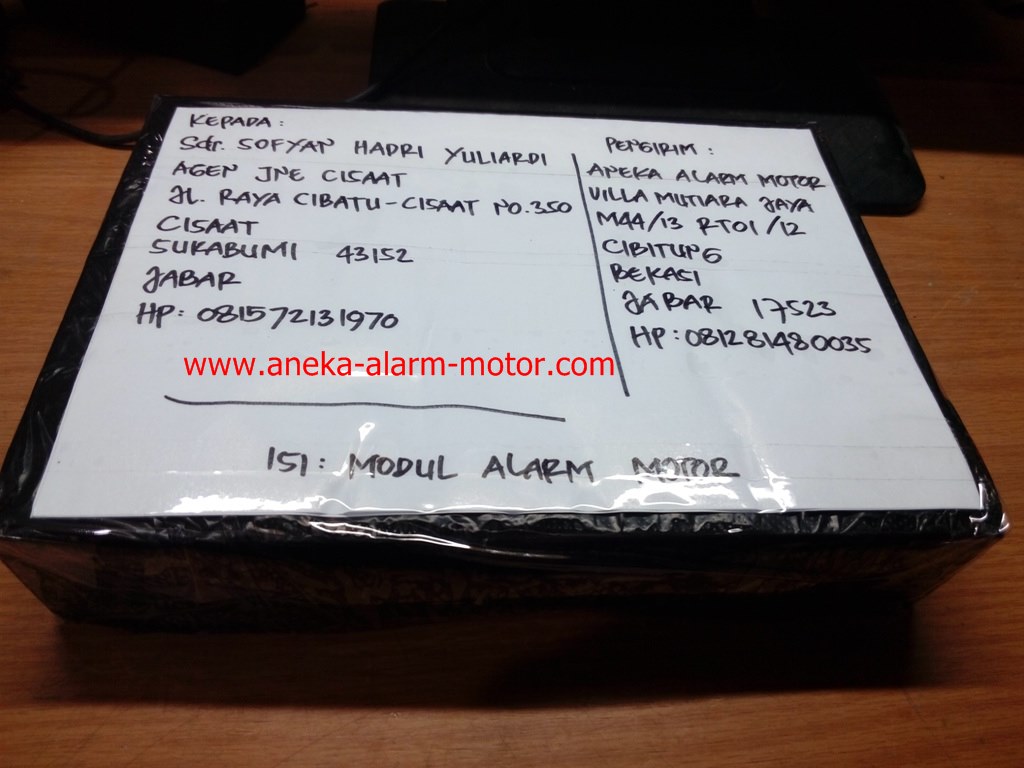 KEPADA :
Sdr. SOFYAN HADRI YULIARDI
AGEN JNE CISAAT
JL. RAYA CIBATU-CISAAT NO.350
CISAAT
SUKABUMI 43152
JABAR
HP: 081572131970
PENGIRIM :
ANEKA ALARM MOTOR
VILLA MUTIARA JAYA
M44/13 RT01/12
CIBITUNG
BEKASI
JABAR 17523
HP: 081281480035
www.aneka-alarm-motor.com
ISI: MODUL ALARM MOTOR